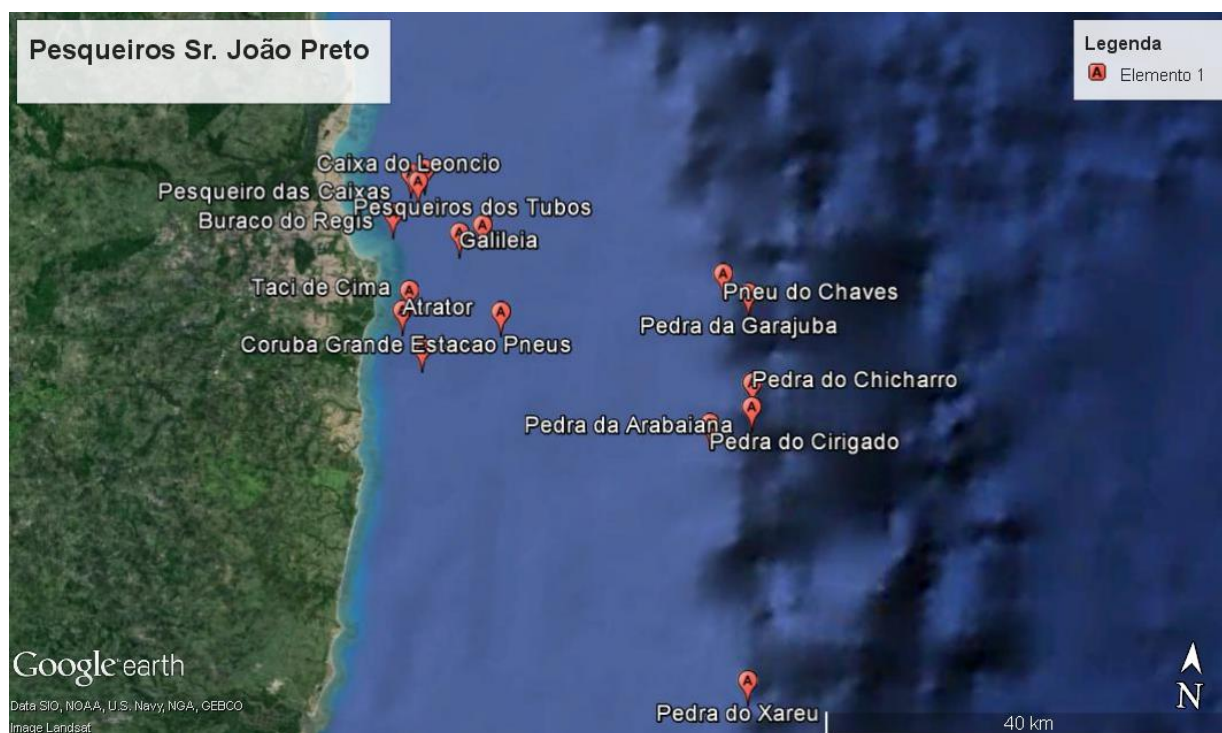 Pesqueiros Sr. João Preto
Legenda
A Elemento 1
Caixa do Leoncio
A
Pesqueiro das Caixas
Pesqueiros dos Tubos
Buraco do Regis
A
A
Galileia
A
Pneu do Chaves
Taci de Cima
A
Atrator
A
A
Pedra da Garajuba
Coruba Grande
Estacao Pneus
Pedra do Chicharro
A
Pedra da Arabaiana
Pedra do Cirigado
A
Pedra do Xareu
Google earth
N
Data SIO, NOAA, U.S. Navy, NGA, GEBCO
Image Landsat
40 km